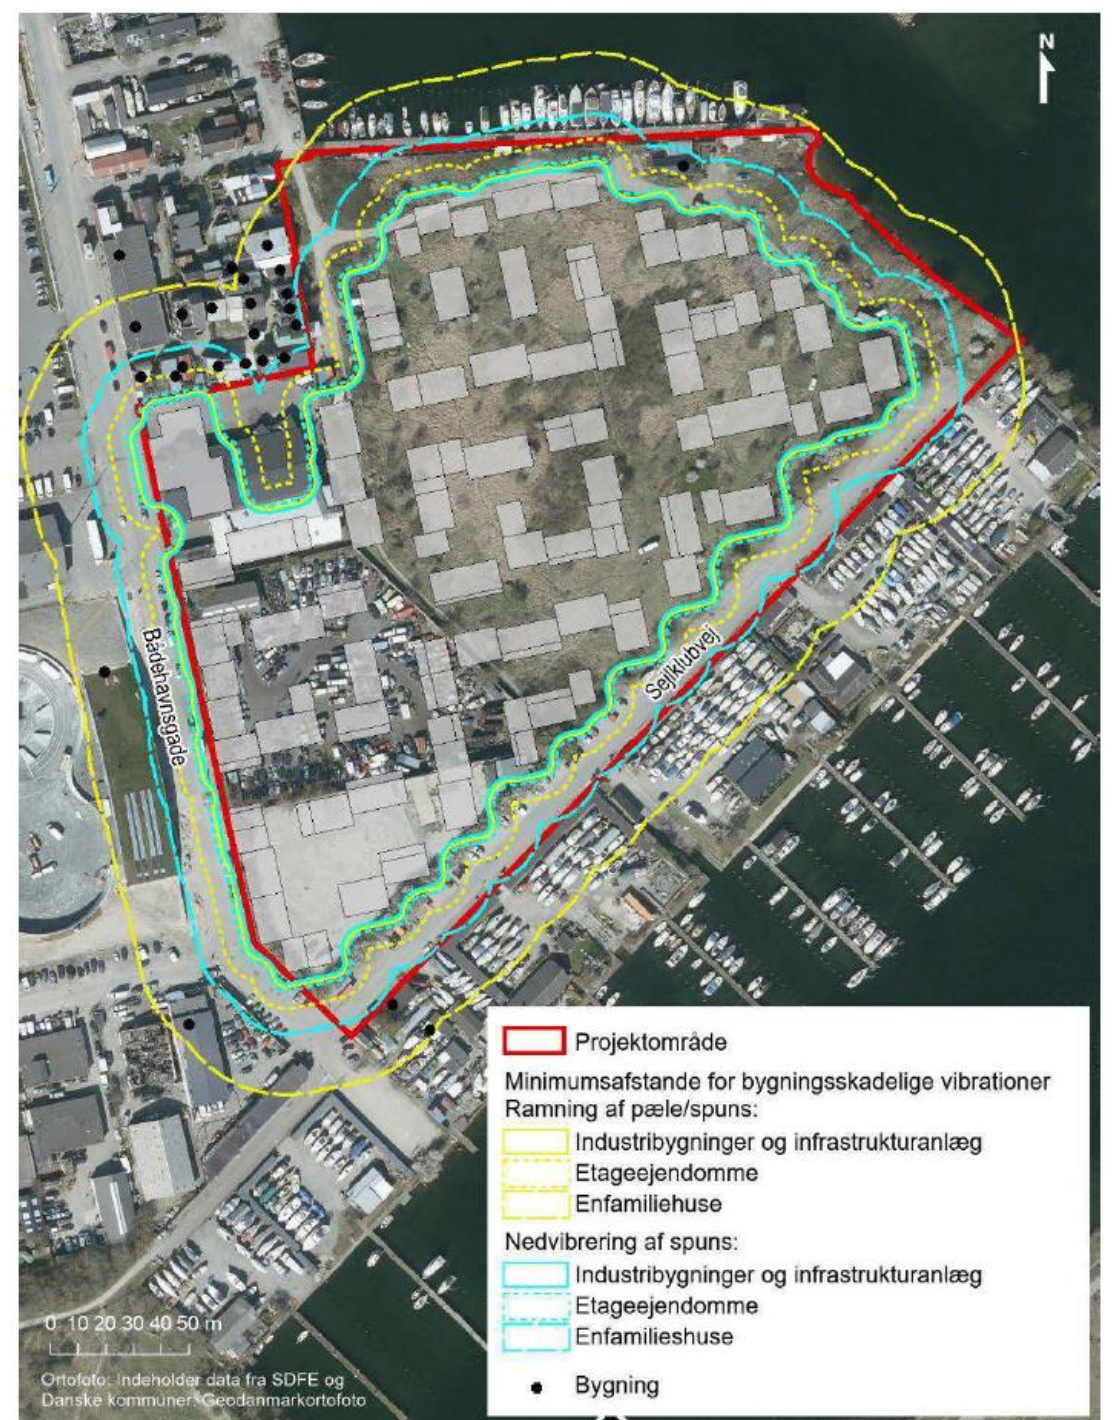 N
Bådehavnsgade
Sejlklubvej
Projektområde
Minimumsafstande for bygningsskadelige vibrationer
Ramning af pæle/spuns:
Industribygninger og infrastrukturanlæg
Etageejendomme
Enfamiliehuse
Nedvibrering af spuns:
Industribygninger og infrastrukturanlæg
Etageejendomme
Enfamilieshuse
Bygning
0 10 20 30 40 50 m
Ortofoto: Indeholder data fra SDFE og
Danske kommuner: Geodanmarkortofoto